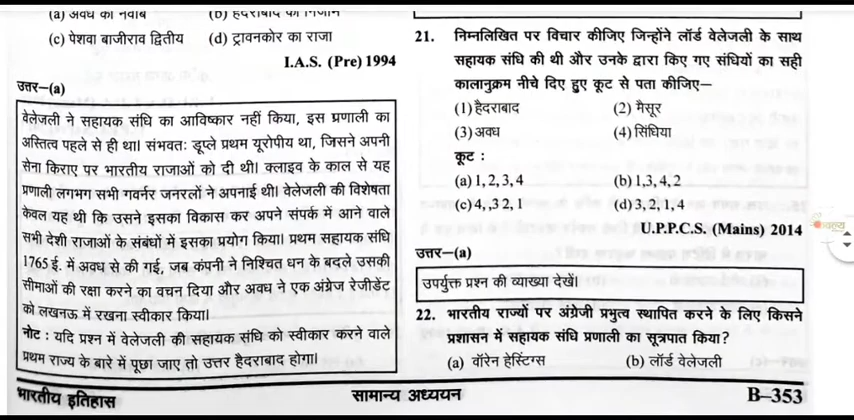 (a) अवध का नवाब (b) हैदराबाद का निजाम
(c) पेशवा बाजीराव द्वितीय (d) ट्रावनकोर का राजा
I.A.S. (Pre) 1994
उत्तर–(a)
वेलेजली ने सहायक संधि का आविष्कार नहीं किया, इस प्रणाली का
अस्तित्व पहले से ही था। संभवतः डूप्ले प्रथम यूरोपीय था, जिसने अपनी
सेना किराए पर भारतीय राजाओं को दी थी। क्लाइव के काल से यह
प्रणाली लगभग सभी गवर्नर जनरलों ने अपनाई थी। वेलेजली की विशेषता
केवल यह थी कि उसने इसका विकास कर अपने संपर्क में आने वाले
सभी देशी राजाओं के संबंधों में इसका प्रयोग किया। प्रथम सहायक संधि
1765 ई. में अवध से की गई, जब कंपनी ने निश्चित धन के बदले उसकी
सीमाओं की रक्षा करने का वचन दिया और अवध ने एक अंग्रेज रेजीडेंट
को लखनऊ में रखना स्वीकार किया।
नोट : यदि प्रश्न में वेलेजली की सहायक संधि को स्वीकार करने वाले
प्रथम राज्य के बारे में पूछा जाए तो उत्तर हैदराबाद होगा।
21. निम्नलिखित पर विचार कीजिए जिन्होंने लॉर्ड वेलेजली के साथ
सहायक संधि की थी और उनके द्वारा किए गए संधियों का सही
कालानुक्रम नीचे दिए हुए कूट से पता कीजिए–
(1) हैदराबाद (2) मैसूर
(3) अवध (4) सिंधिया
कूट :
(a) 1, 2, 3, 4 (b) 1,3, 4, 2
(c) 4,,3 2, 1 (d) 3, 2, 1, 4
U.P.P.C.S. (Mains) 2014
उत्तर–(a)
उपर्युक्त प्रश्न की व्याख्या देखें।
22. भारतीय राज्यों पर अंग्रेजी प्रभुत्व स्थापित करने के लिए किसने
प्रशासन में सहायक संधि प्रणाली का सूत्रपात किया?
(a) वॉरेन हेस्टिंग्स (b) लॉर्ड वेलेजली
भारतीय इतिहास सामान्य अध्ययन B–353